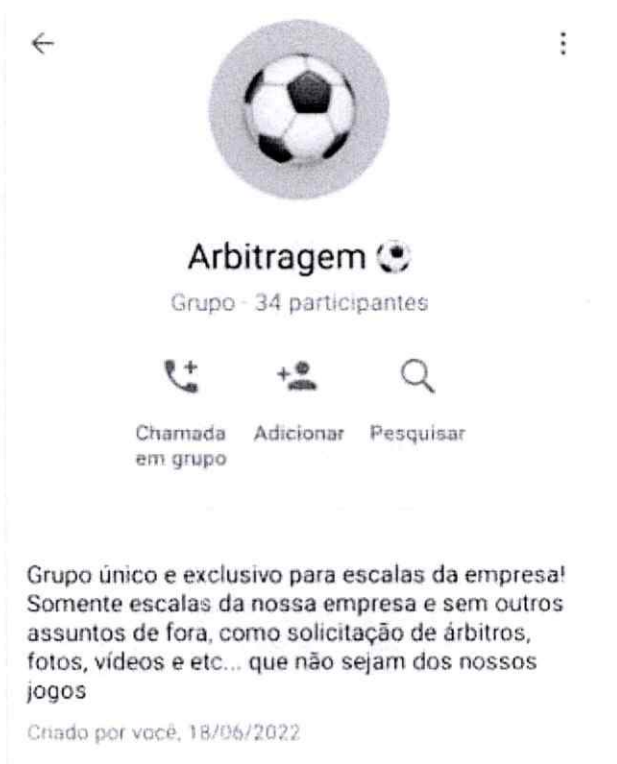 Arbitragem ⚽
Grupo · 34 participantes
Chamada
em grupo
Adicionar
Pesquisar
Grupo único e exclusivo para escalas da empresa!
Somente escalas da nossa empresa e sem outros
assuntos de fora, como solicitação de árbitros,
fotos, vídeos e etc... que não sejam dos nossos
jogos
Criado por você, 18/06/2022